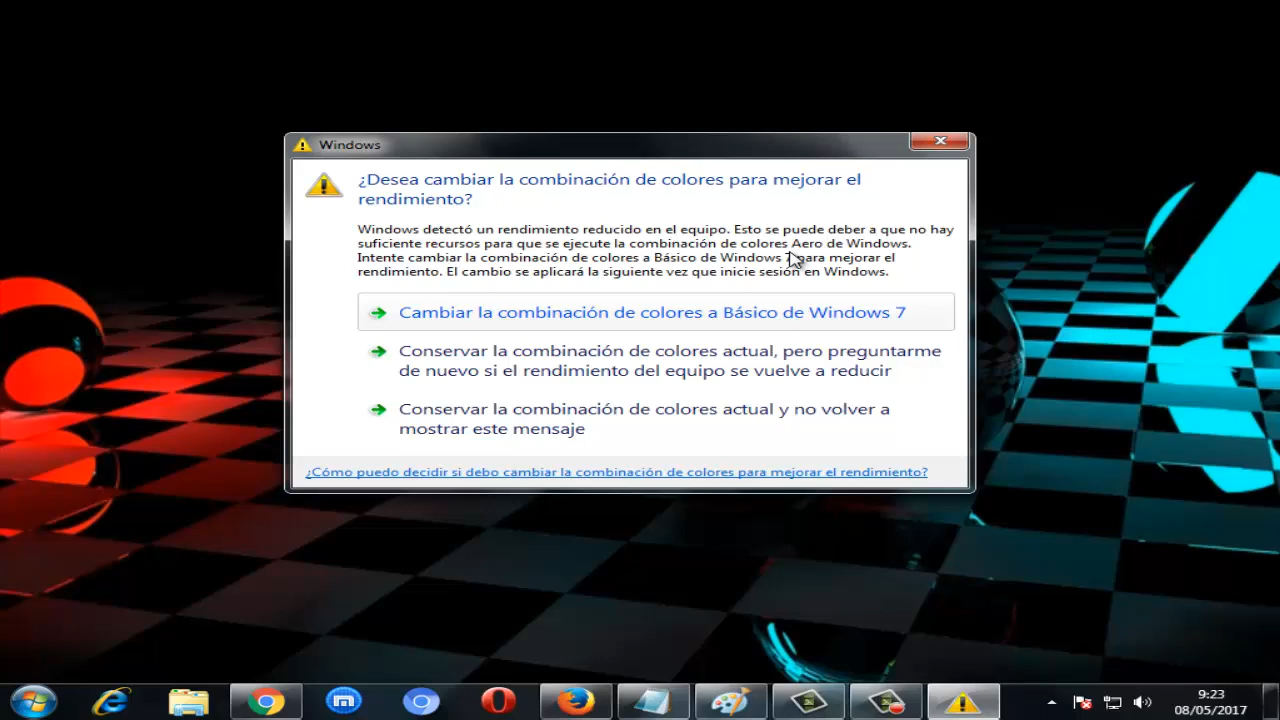 Windows
¿Desea cambiar la combinación de colores para mejorar el
rendimiento?
Windows detectó un rendimiento reducido en el equipo. Esto se puede deber a que no hay
suficiente recursos para que se ejecute la combinación de colores Aero de Windows.
Intente cambiar la combinación de colores a Básico de Windows 7 para mejorar el
rendimiento. El cambio se aplicará la siguiente vez que inicie sesión en Windows.
Cambiar la combinación de colores a Básico de Windows 7
Conservar la combinación de colores actual, pero preguntarme
de nuevo si el rendimiento del equipo se vuelve a reducir
Conservar la combinación de colores actual y no volver a
mostrar este mensaje
¿Cómo puedo decidir si debo cambiar la combinación de colores para mejorar el rendimiento?
9:23
08/05/2017